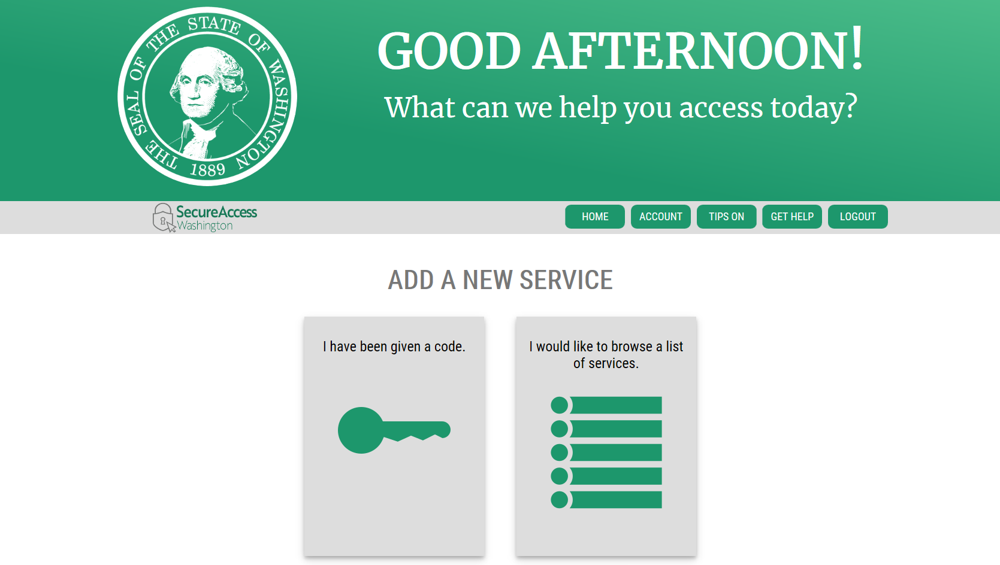 THE SEAL OF THE STATE OF WASHINGTON
1889
GOOD AFTERNOON!
What can we help you access today?
SecureAccess
Washington
HOME ACCOUNT TIPS ON GET HELP LOGOUT
ADD A NEW SERVICE
I have been given a code.
I would like to browse a list
of services.